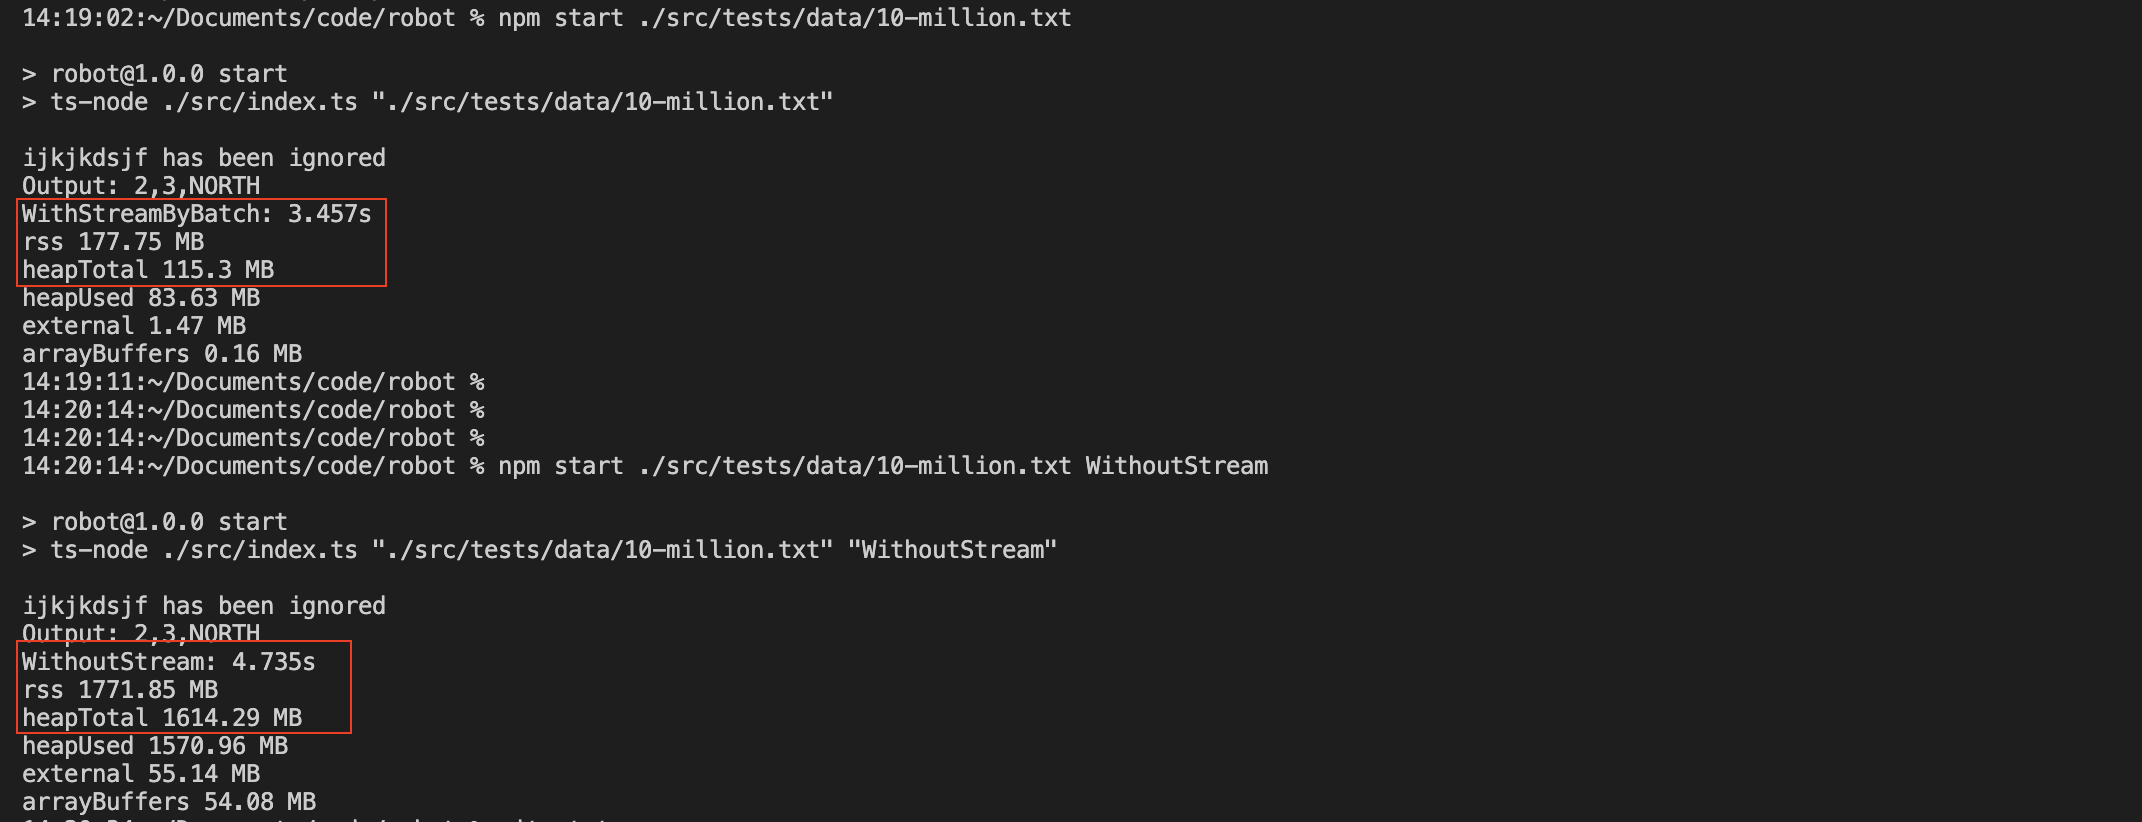 14:19:02:~/Documents/code/robot % npm start ./src/tests/data/10-million.txt
> robot@1.0.0 start
> ts-node ./src/index.ts "./src/tests/data/10-million.txt"
ijkjkdsjf has been ignored
Output: 2,3,NORTH
WithStreamByBatch: 3.457s
rss 177.75 MB
heapTotal 115.3 MB
heapUsed 83.63 MB
external 1.47 MB
arrayBuffers 0.16 MB
14:19:11:~/Documents/code/robot %
14:20:14:~/Documents/code/robot %
14:20:14:~/Documents/code/robot %
14:20:14:~/Documents/code/robot % npm start ./src/tests/data/10-million.txt WithoutStream
> robot@1.0.0 start
> ts-node ./src/index.ts "./src/tests/data/10-million.txt" "WithoutStream"
ijkjkdsjf has been ignored
Output: 2,3,NORTH
WithoutStream: 4.735s
rss 1771.85 MB
heapTotal 1614.29 MB
heapUsed 1570.96 MB
external 55.14 MB
arrayBuffers 54.08 MB